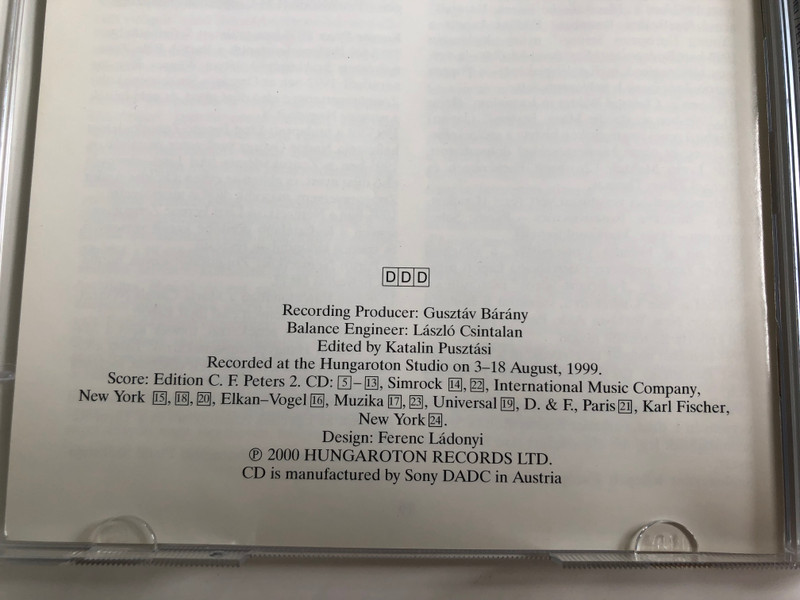 DDD
Recording Producer: Gusztáv Bárány
Balance Engineer: László Csintalan
Edited by Katalin Pusztási
Recorded at the Hungaroton Studio on 3–18 August, 1999.
Score: Edition C. F. Peters 2. CD: 5–13, Simrock 14, 22, International Music Company,
New York 15, 18, 20, Elkan–Vogel 16, Muzika 17, 23, Universal 19, D. & F., Paris 21, Karl Fischer,
New York 24.
Design: Ferenc Ládonyi
℗ 2000 HUNGAROTON RECORDS LTD.
CD is manufactured by Sony DADC in Austria